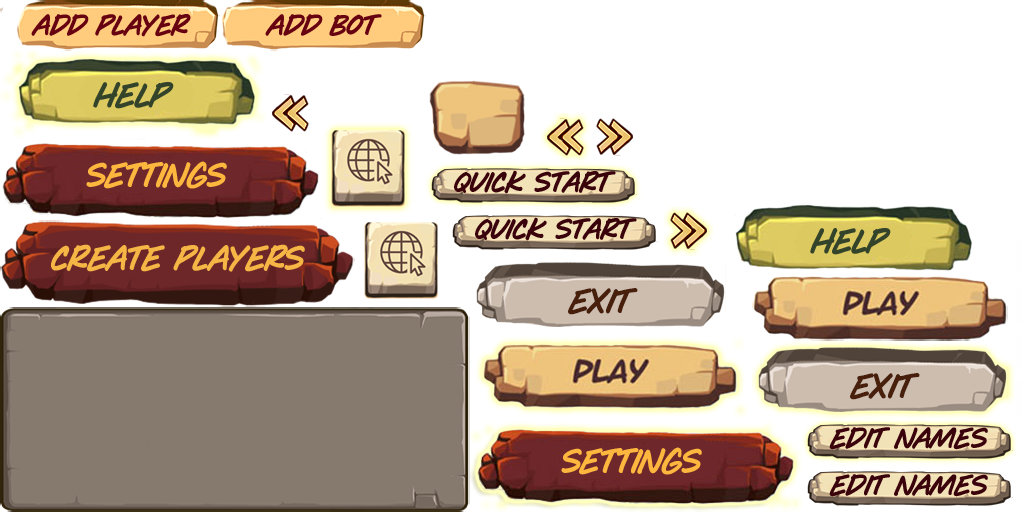 ADD PLAYER
ADD BOT
HELP
SETTINGS
QUICK START
QUICK START
CREATE PLAYERS
HELP
EXIT
PLAY
PLAY
EXIT
SETTINGS
EDIT NAMES
EDIT NAMES